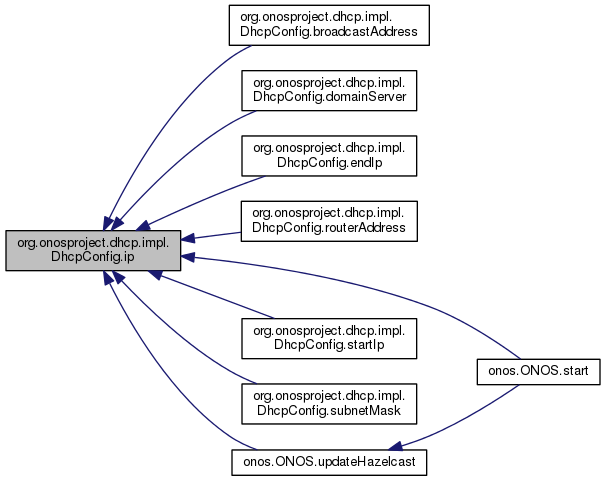 org.onosproject.dhcp.impl.
DhcpConfig.broadcastAddress
org.onosproject.dhcp.impl.
DhcpConfig.domainServer
org.onosproject.dhcp.impl.
DhcpConfig.endIp
org.onosproject.dhcp.impl.
DhcpConfig.routerAddress
org.onosproject.dhcp.impl.
DhcpConfig.ip
org.onosproject.dhcp.impl.
DhcpConfig.startIp
onos.ONOS.start
org.onosproject.dhcp.impl.
DhcpConfig.subnetMask
onos.ONOS.updateHazelcast